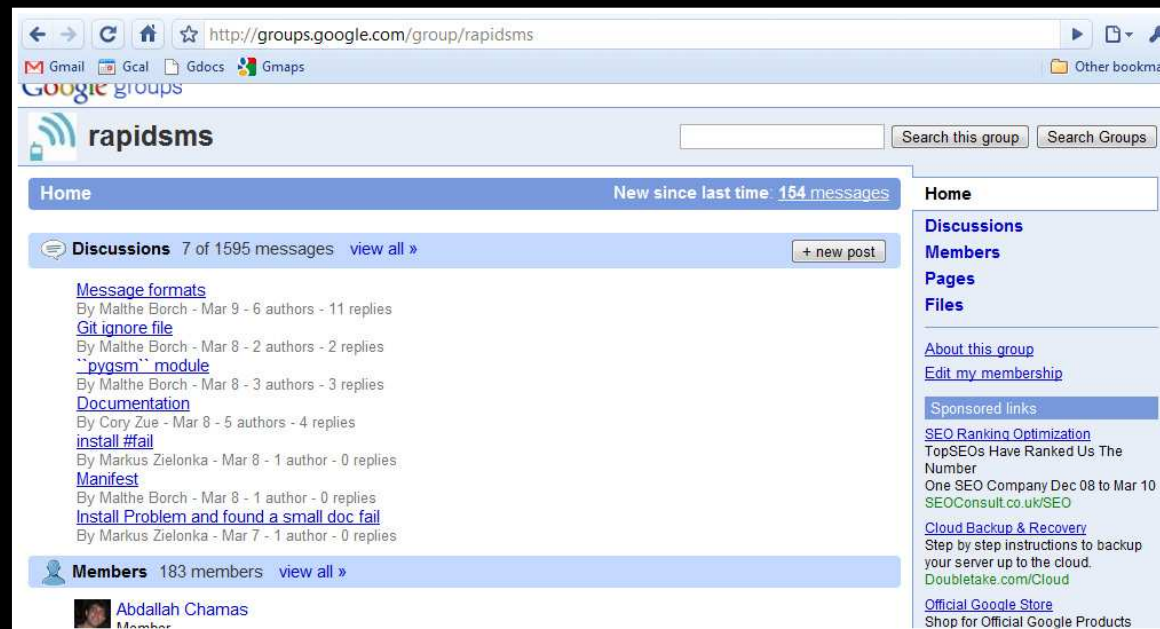 http://groups.google.com/group/rapidsms
Gmail Gcal Gdocs Gmaps
Other bookma
Google groups
rapidsms
Search this group Search Groups
Home
New since last time: 154 messages
Discussions 7 of 1595 messages view all »
+ new post
Message formats
By Malthe Borch - Mar 9 - 6 authors - 11 replies
Git ignore file
By Malthe Borch - Mar 8 - 2 authors - 2 replies
``pygsm`` module
By Malthe Borch - Mar 8 - 3 authors - 3 replies
Documentation
By Cory Zue - Mar 8 - 5 authors - 4 replies
install #fail
By Markus Zielonka - Mar 8 - 1 author - 0 replies
Manifest
By Malthe Borch - Mar 8 - 1 author - 0 replies
Install Problem and found a small doc fail
By Markus Zielonka - Mar 7 - 1 author - 0 replies
Members 183 members view all »
Abdallah Chamas
Member
Home
Discussions
Members
Pages
Files
About this group
Edit my membership
Sponsored links
SEO Ranking Optimization
TopSEOs Have Ranked Us The
Number
One SEO Company Dec 08 to Mar 10
SEOConsult.co.uk/SEO
Cloud Backup & Recovery
Step by step instructions to backup
your server up to the cloud.
Doubletake.com/Cloud
Official Google Store
Shop for Official Google Products